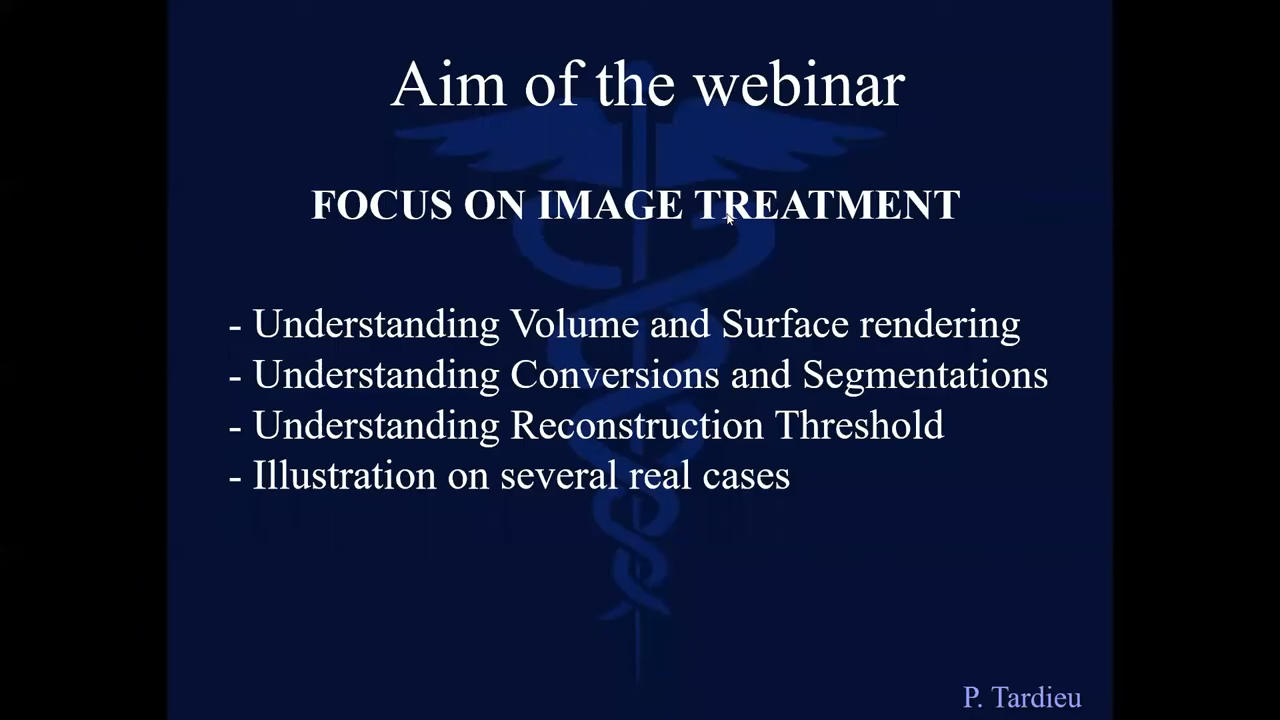 Aim of the webinar
FOCUS ON IMAGE TREATMENT
- Understanding Volume and Surface rendering
- Understanding Conversions and Segmentations
- Understanding Reconstruction Threshold
- Illustration on several real cases
P. Tardieu